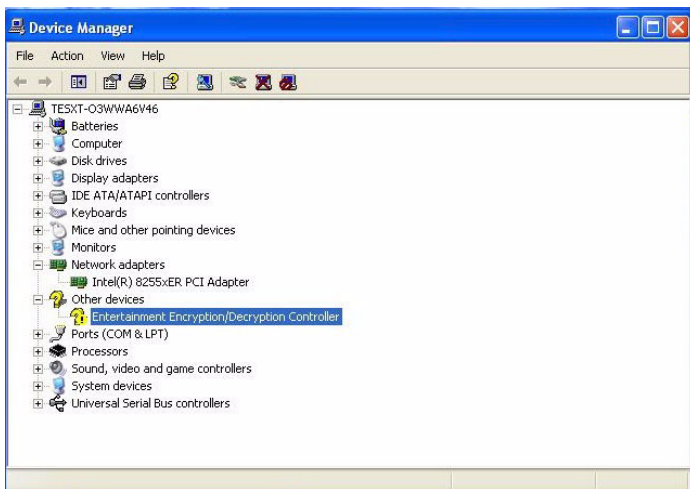 Device Manager
File Action View Help
TESXT-O3WWA6V46
Batteries
Computer
Disk drives
Display adapters
IDE ATA/ATAPI controllers
Keyboards
Mice and other pointing devices
Monitors
Network adapters
Intel(R) 8255xER PCI Adapter
Other devices
Entertainment Encryption/Decryption Controller
Ports (COM & LPT)
Processors
Sound, video and game controllers
System devices
Universal Serial Bus controllers